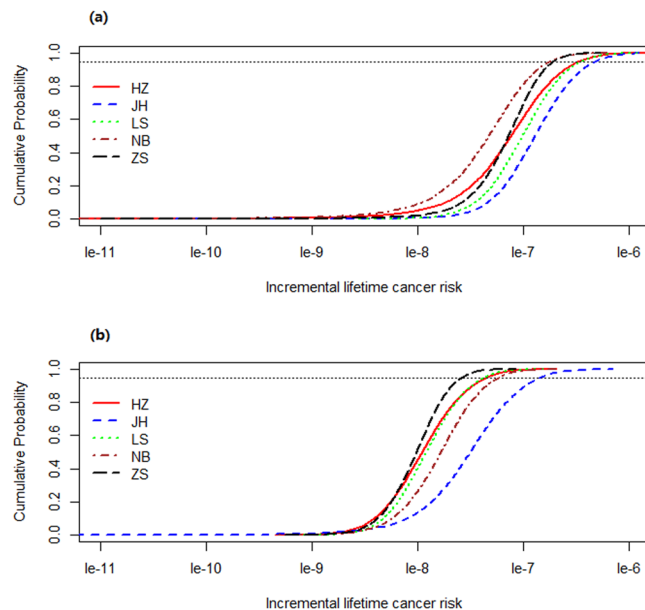 (a)
Cumulative Probability
1.0
0.8
0.6
0.4
0.2
0.0
HZ
JH
LS
NB
ZS
le-11 le-10 le-9 le-8 le-7 le-6
Incremental lifetime cancer risk
(b)
Cumulative Probability
1.0
0.8
0.6
0.4
0.2
0.0
HZ
JH
LS
NB
ZS
le-11 le-10 le-9 le-8 le-7 le-6
Incremental lifetime cancer risk